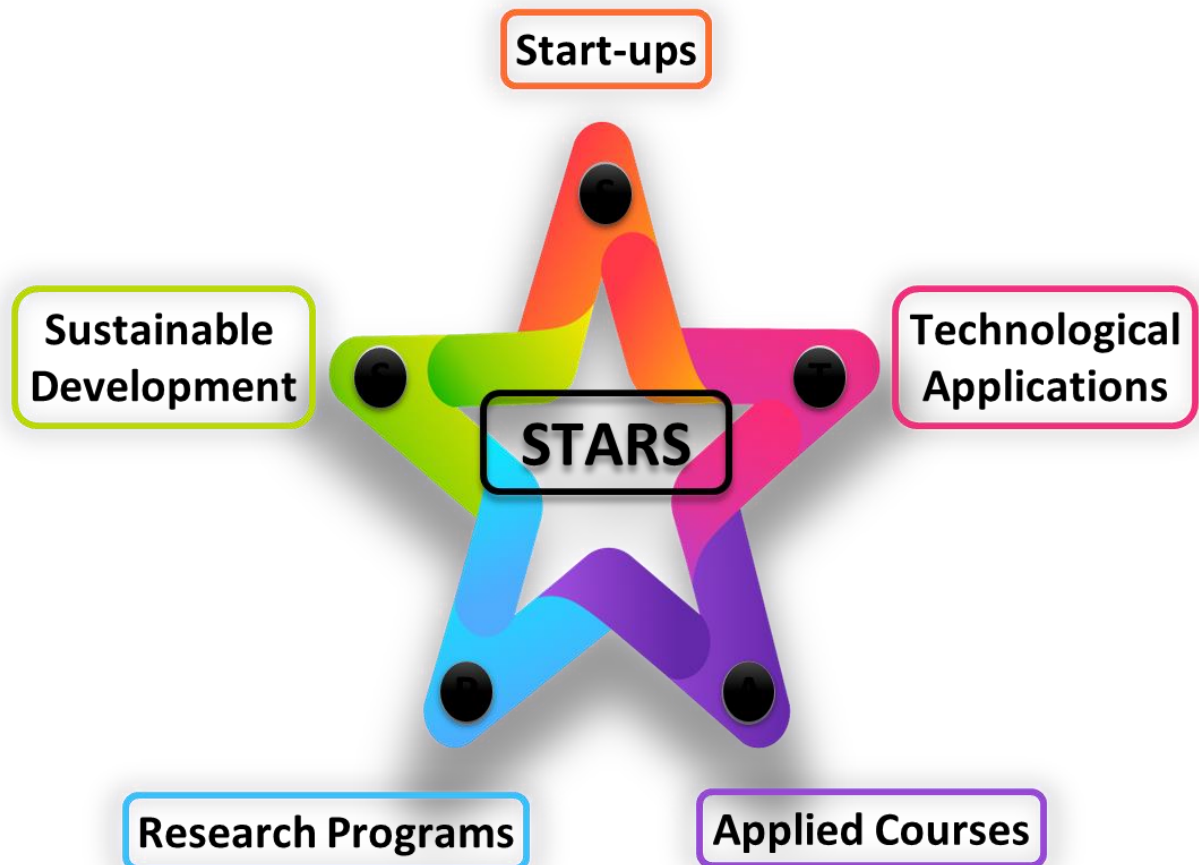 Start-ups
S
Sustainable
Development
S
T
Technological
Applications
STARS
R
A
Research Programs
Applied Courses